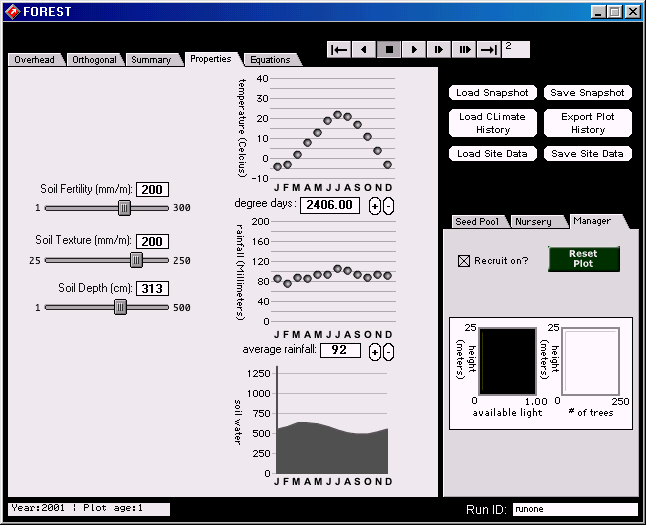 FOREST
2
Overhead Orthogonal Summary Properties Equations
Load Snapshot Save Snapshot
Load CLimate History Export Plot History
Load Site Data Save Site Data
Soil Fertility (mm/m): 200
1 300
Soil Texture (mm/m): 200
25 250
Soil Depth (cm): 313
1 500
temperature (Celcius)
40
30
20
10
0
-10
J F M A M J J A S O N D
degree days : 2406.00 + -
rainfall (Millimeters)
200
160
120
80
40
0
J F M A M J J A S O N D
average rainfall: 92 + -
soil water
1250
1000
750
500
250
0
J F M A M J J A S O N D
Seed Pool Nursery Manager
Recruit on? Reset Plot
25 height (meters) 0 1.00
available light
25 height (meters) 0 250
# of trees
Year:2001 ¦ Plot age:1
Run ID: runone